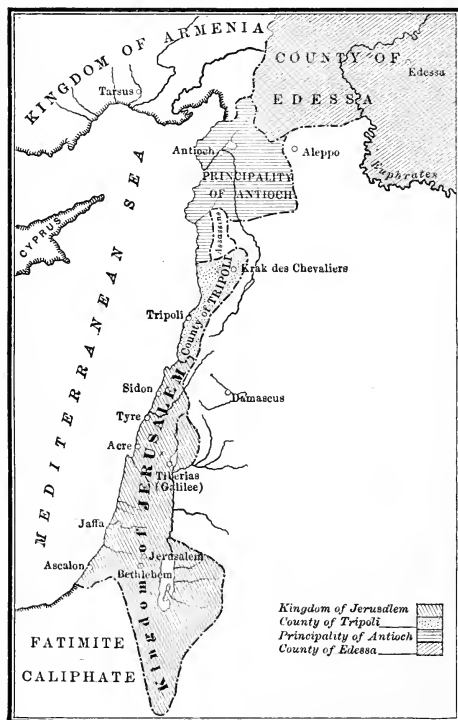 KINGDOM OF ARMENIA
COUNTY OF
EDESSA
Edessa
Tarsus
Euphrates
Antioch
Aleppo
PRINCIPALITY
OF ANTIOCH
Assassins
CYPRUS
MEDITERRANEAN SEA
Krak des Chevaliers
County of TRIPOLI
Tripoli
Sidon
Damascus
Tyre
Acre
Tiberias
(Galilee)
Kingdom of JERUSALEM
Jaffa
Jerusalem
Ascalon
Bethlehem
FATIMITE
CALIPHATE
Kingdom of Jerusalem
County of Tripoli
Principality of Antioch
County of Edessa